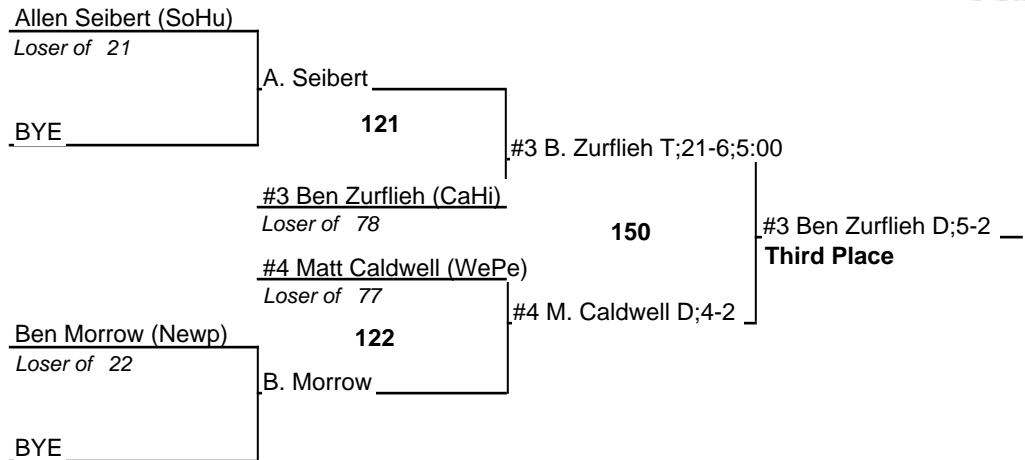 Allen Seibert (SoHu)
Loser of 21
A. Seibert
BYE
121
#3 B. Zurflieh T;21-6;5:00
#3 Ben Zurflieh (CaHi)
Loser of 78
150
#3 Ben Zurflieh D;5-2
Third Place
#4 Matt Caldwell (WePe)
Loser of 77
#4 M. Caldwell D;4-2
Ben Morrow (Newp)
Loser of 22
122
B. Morrow
BYE